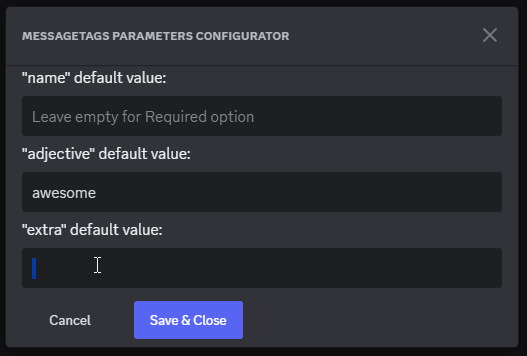 MESSAGETAGS PARAMETERS CONFIGURATOR
"name" default value:
Leave empty for Required option
"adjective" default value:
awesome
"extra" default value:
Cancel
Save & Close